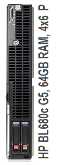 HP BL680c G5, 64GB RAM, 4x6 P